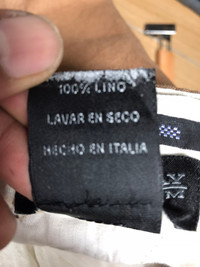 100% LINO
LAVAR EN SECO
HECHO EN ITALIA